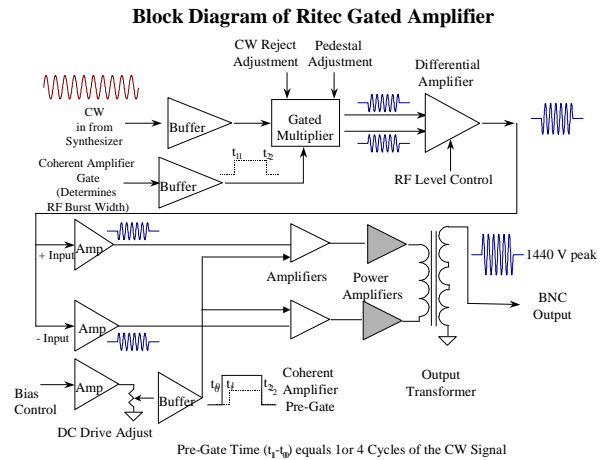 Block Diagram of Ritec Gated Amplifier
CW Reject
Adjustment
Pedestal
Adjustment
Differential
Amplifier
CW
in from
Synthesizer
Buffer
Gated
Multiplier
Coherent Amplifier
Gate
(Determines
RF Burst Width)
Buffer
t1
t2
RF Level Control
+ Input
Amp
Amplifiers
Power
Amplifiers
1440 V peak
BNC
Output
- Input
Amp
Output
Transformer
Bias
Control
Amp
DC Drive Adjust
Buffer
t0
t1
t2
Coherent
Amplifier
Pre-Gate
Pre-Gate Time (t1-t0) equals 1or 4 Cycles of the CW Signal